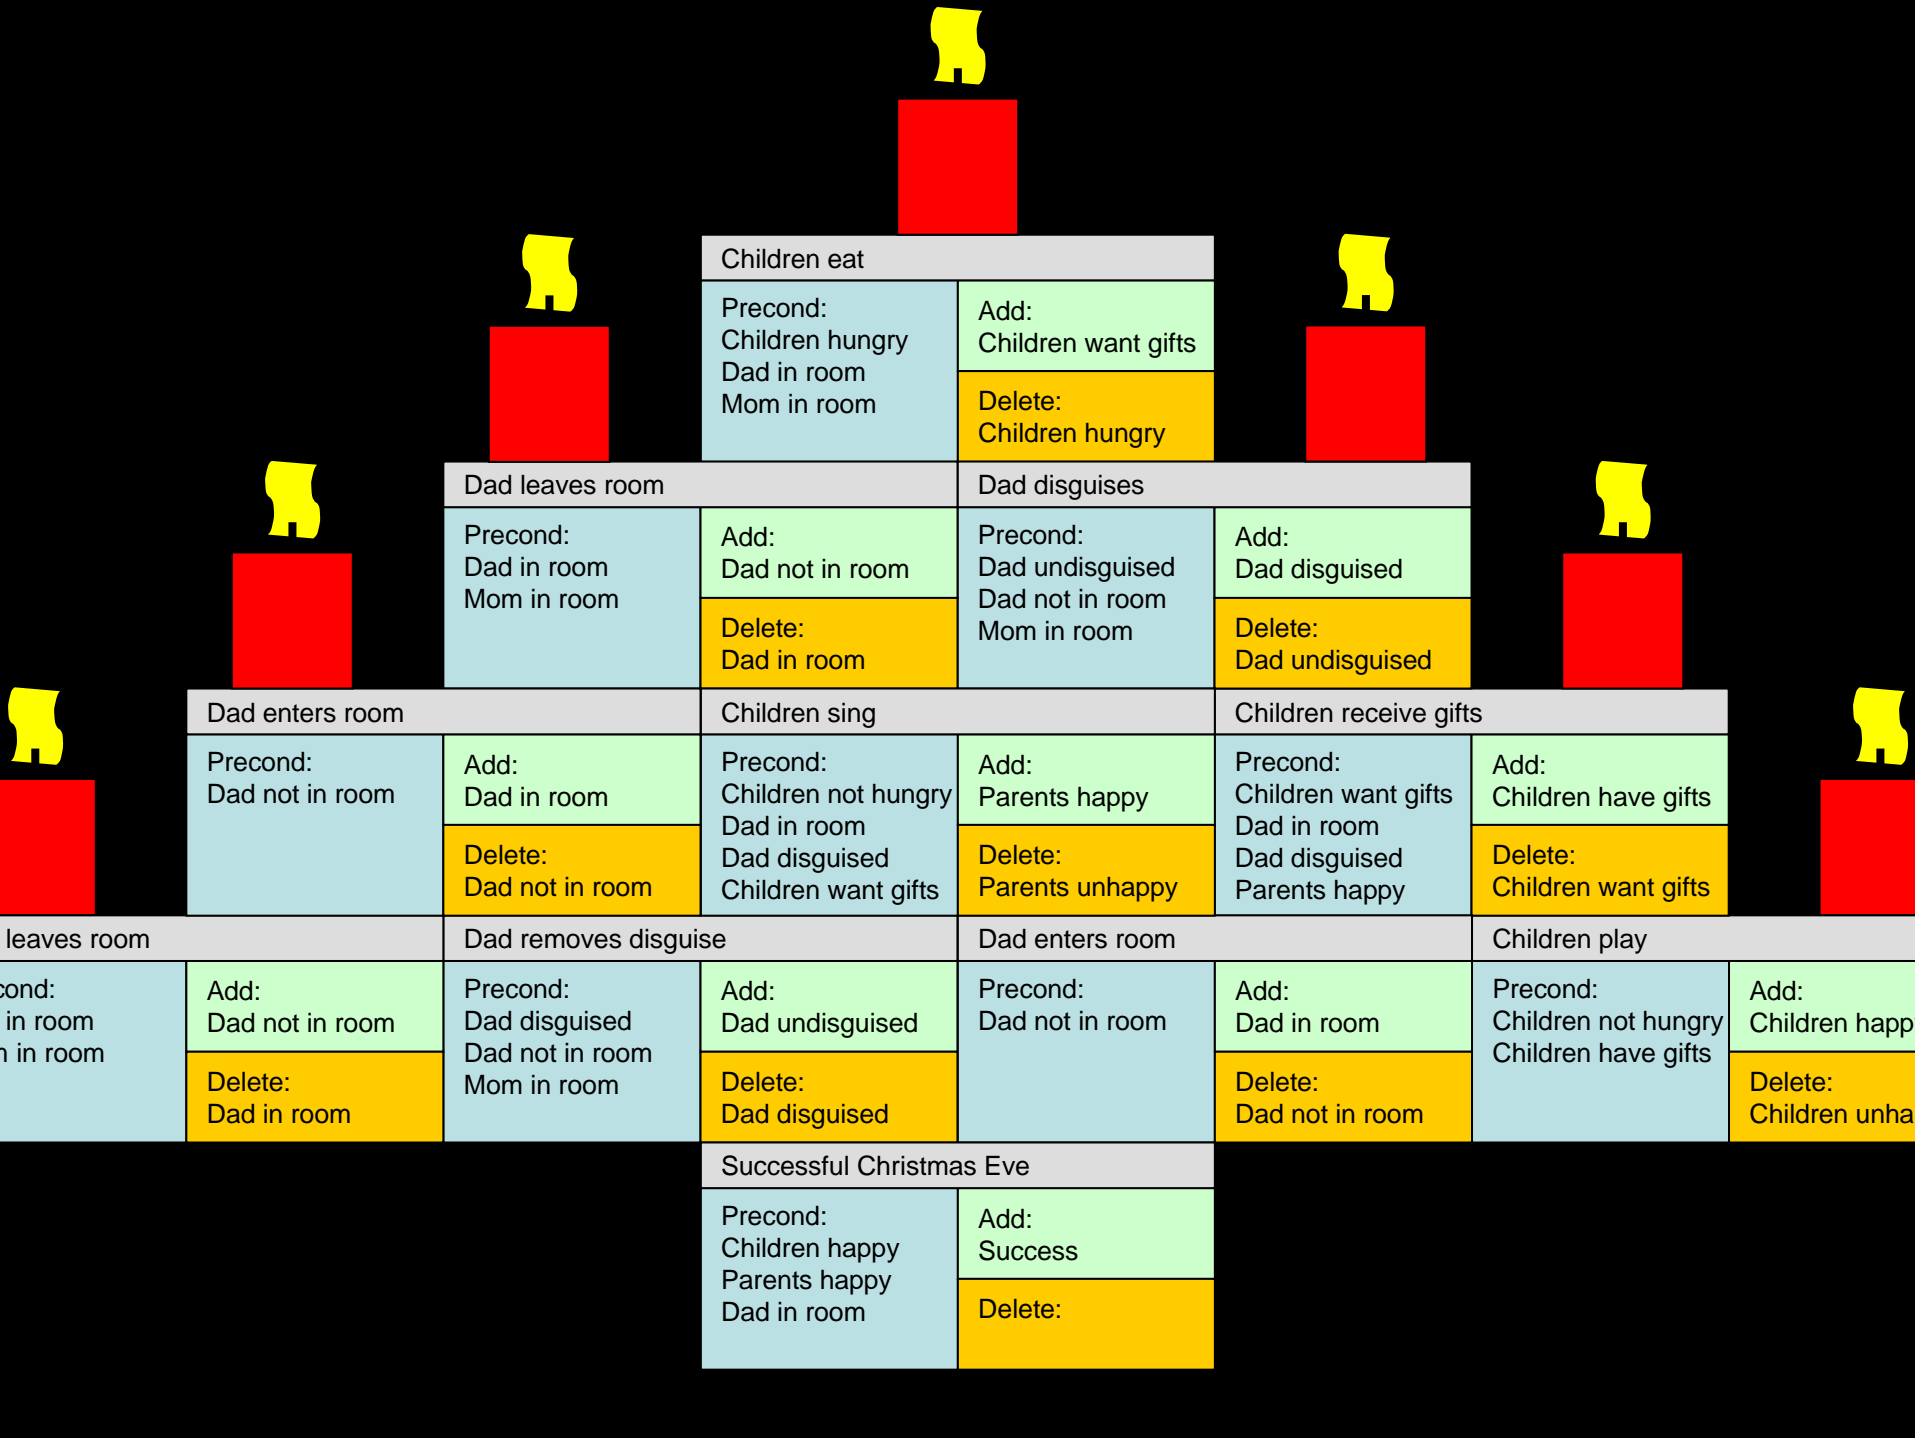 Children eat
Precond:
Children hungry
Dad in room
Mom in room
Add:
Children want gifts
Delete:
Children hungry
Dad leaves room
Precond:
Dad in room
Mom in room
Add:
Dad not in room
Delete:
Dad in room
Dad disguises
Precond:
Dad undisguised
Dad not in room
Mom in room
Add:
Dad disguised
Delete:
Dad undisguised
Dad enters room
Precond:
Dad not in room
Add:
Dad in room
Delete:
Dad not in room
Children sing
Precond:
Children not hungry
Dad in room
Dad disguised
Children want gifts
Add:
Parents happy
Delete:
Parents unhappy
Children receive gifts
Precond:
Children want gifts
Dad in room
Dad disguised
Parents happy
Add:
Children have gifts
Delete:
Children want gifts
leaves room
cond:
in room
in room
Add:
Dad not in room
Delete:
Dad in room
Dad removes disguise
Precond:
Dad disguised
Dad not in room
Mom in room
Add:
Dad undisguised
Delete:
Dad disguised
Dad enters room
Precond:
Dad not in room
Add:
Dad in room
Delete:
Dad not in room
Children play
Precond:
Children not hungry
Children have gifts
Add:
Children happ
Delete:
Children unha
Successful Christmas Eve
Precond:
Children happy
Parents happy
Dad in room
Add:
Success
Delete: